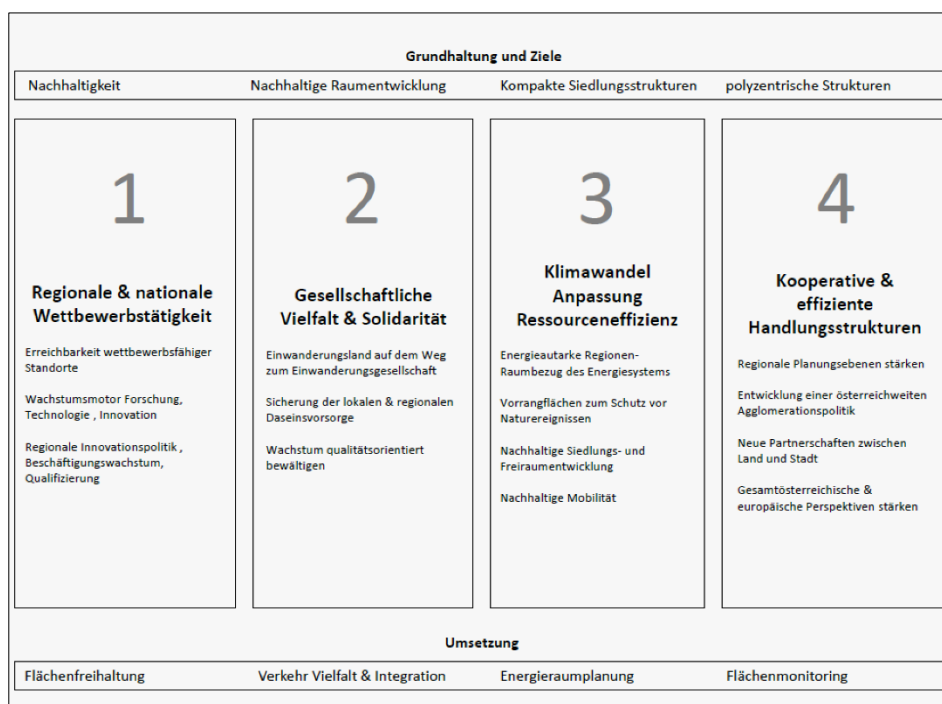 Grundhaltung und Ziele
Nachhaltigkeit Nachhaltige Raumentwicklung Kompakte Siedlungsstrukturen polyzentrische Strukturen
1
Regionale & nationale
Wettbewerbstätigkeit
Erreichbarkeit wettbewerbsfähiger
Standorte
Wachstumsmotor Forschung,
Technologie , Innovation
Regionale Innovationspolitik ,
Beschäftigungswachstum,
Qualifizierung
2
Gesellschaftliche
Vielfalt & Solidarität
Einwanderungsland auf dem Weg
zum Einwanderungsgesellschaft
Sicherung der lokalen & regionalen
Daseinsvorsorge
Wachstum qualitätsorientiert
bewältigen
3
Klimawandel
Anpassung
Ressourceneffizienz
Energieautarke Regionen-
Raumbezug des Energiesystems
Vorrangflächen zum Schutz vor
Naturereignissen
Nachhaltige Siedlungs- und
Freiraumentwicklung
Nachhaltige Mobilität
4
Kooperative &
effiziente
Handlungsstrukturen
Regionale Planungsebenen stärken
Entwicklung einer österreichweiten
Agglomerationspolitik
Neue Partnerschaften zwischen
Land und Stadt
Gesamtösterreichische &
europäische Perspektiven stärken
Umsetzung
Flächenfreihaltung Verkehr Vielfalt & Integration Energieraumplanung Flächenmonitoring